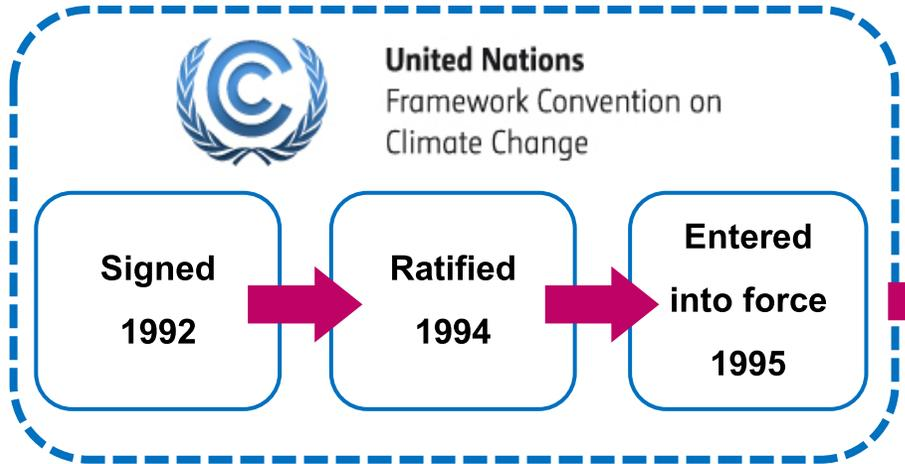 United Nations
Framework Convention on
Climate Change
Signed
1992
Ratified
1994
Entered
into force
1995